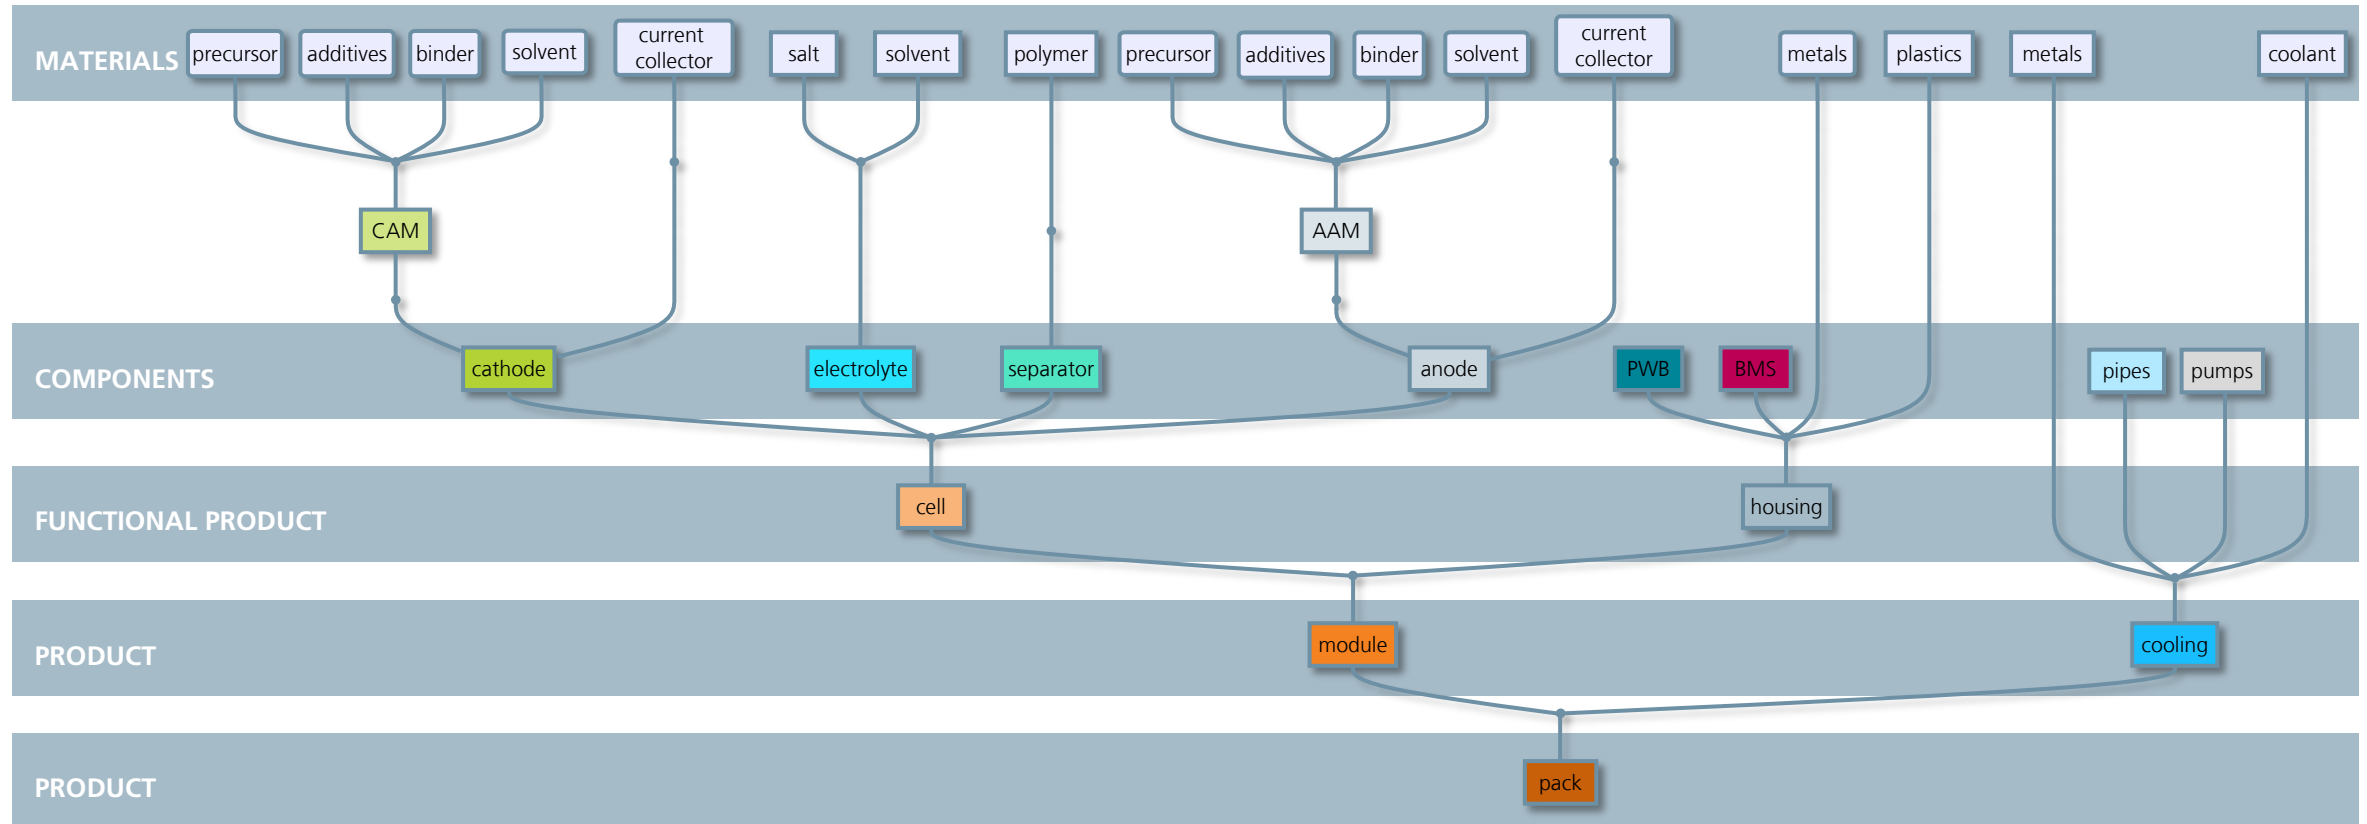 MATERIALS
precursor
additives
binder
solvent
current
collector
salt
solvent
polymer
precursor
additives
binder
solvent
current
collector
metals
plastics
metals
coolant
CAM
AAM
COMPONENTS
cathode
electrolyte
separator
anode
PWB
BMS
pipes
pumps
FUNCTIONAL PRODUCT
cell
housing
PRODUCT
module
cooling
PRODUCT
pack